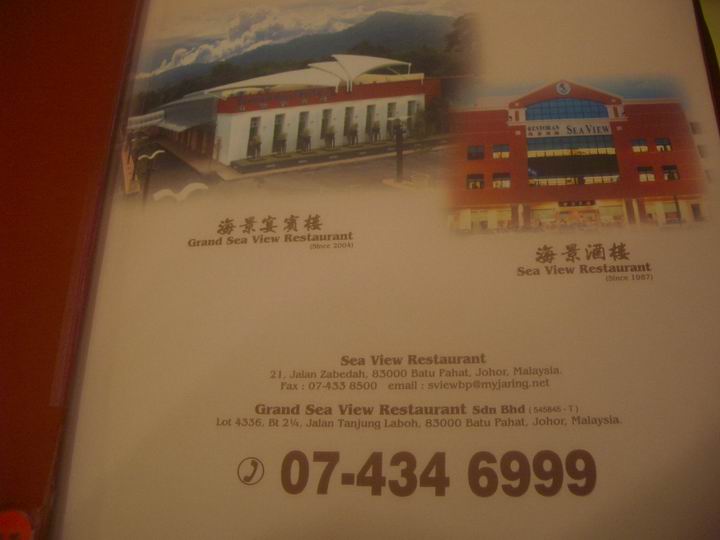 RESTORAN
SEA VIEW
海景宴賓樓
Grand Sea View Restaurant
(Since 2004)
海景酒樓
Sea View Restaurant
(Since 1987)
Sea View Restaurant
21, Jalan Zabedah, 83000 Batu Pahat, Johor, Malaysia.
Fax : 07-433 8500 email : sviewbp@myjaring.net
Grand Sea View Restaurant Sdn Bhd ( 545845 - T )
Lot 4336, Bt 2¼, Jalan Tanjung Laboh, 83000 Batu Pahat, Johor, Malaysia.
07-434 6999